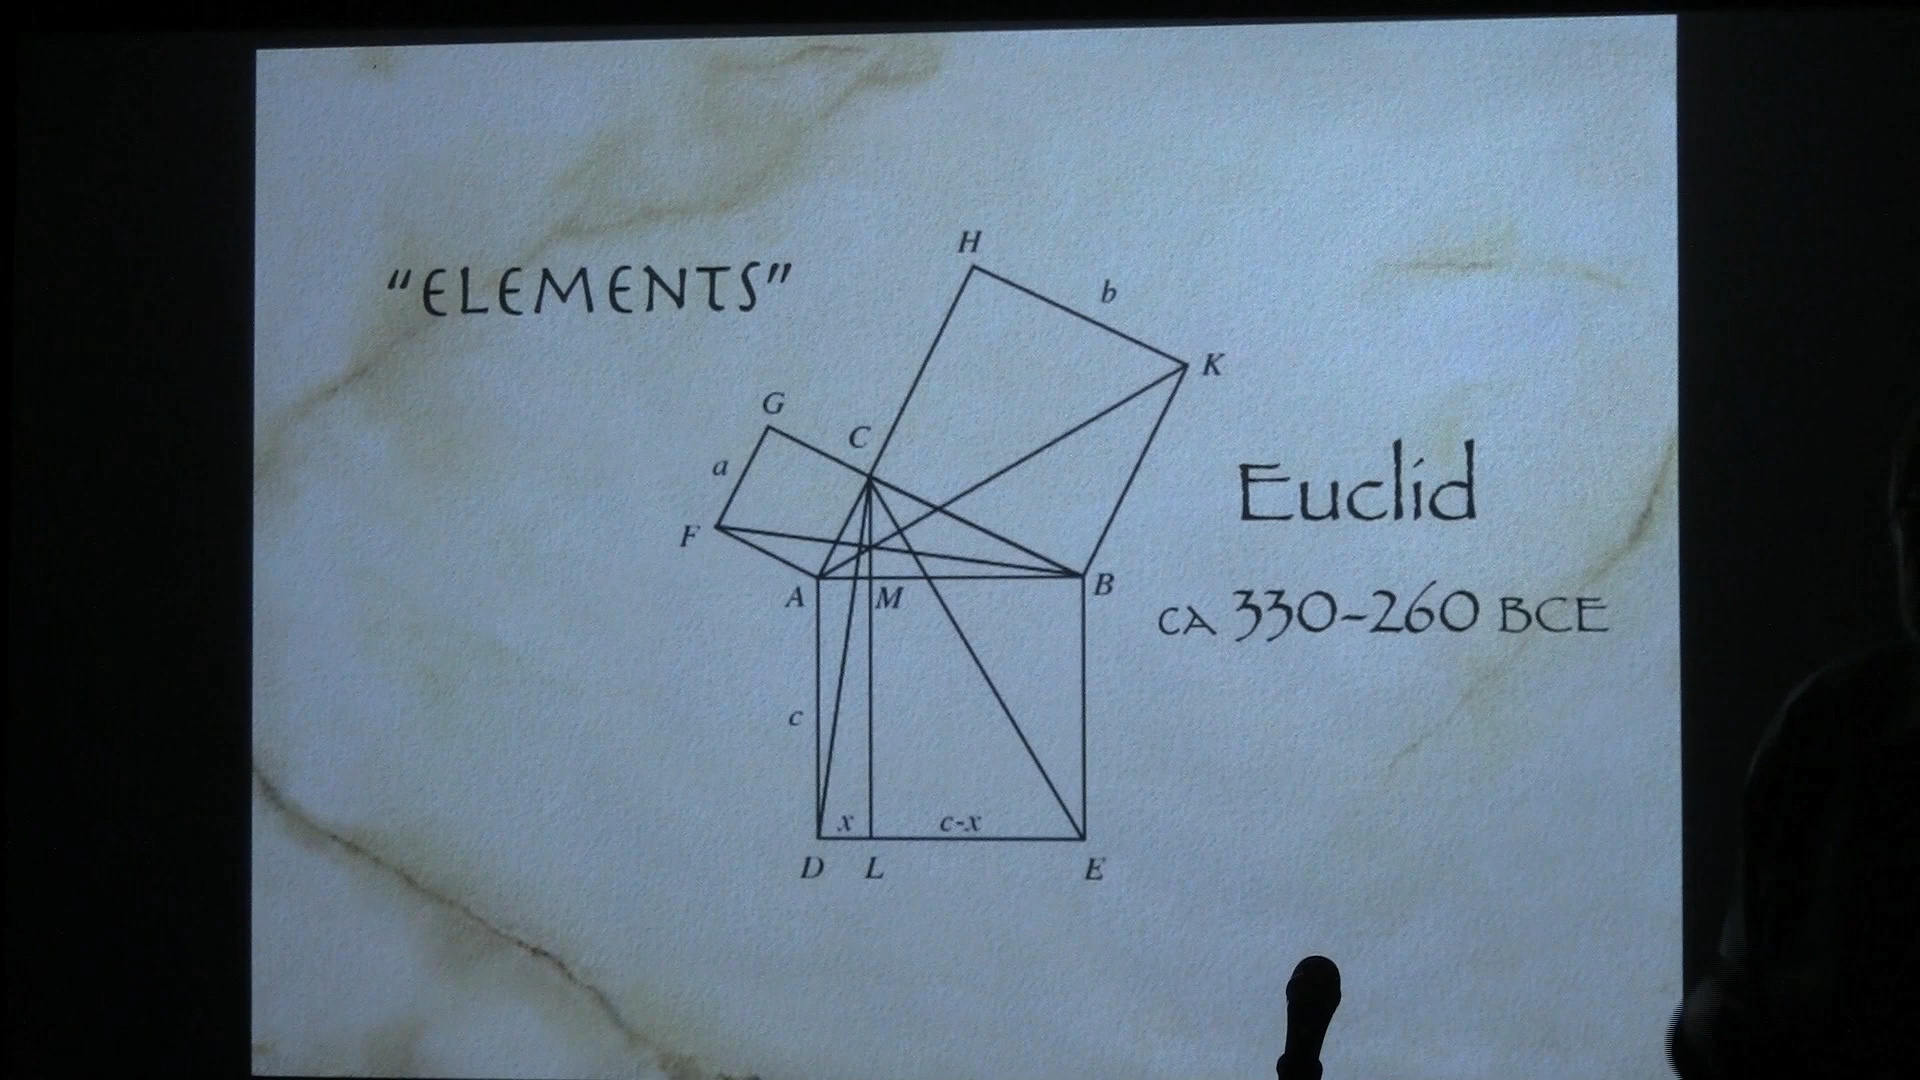 “ELEMENTS”
H
b
K
G
C
a
F
A
M
B
c
x
c-x
D
L
E
Euclid
CA 330-260 BCE